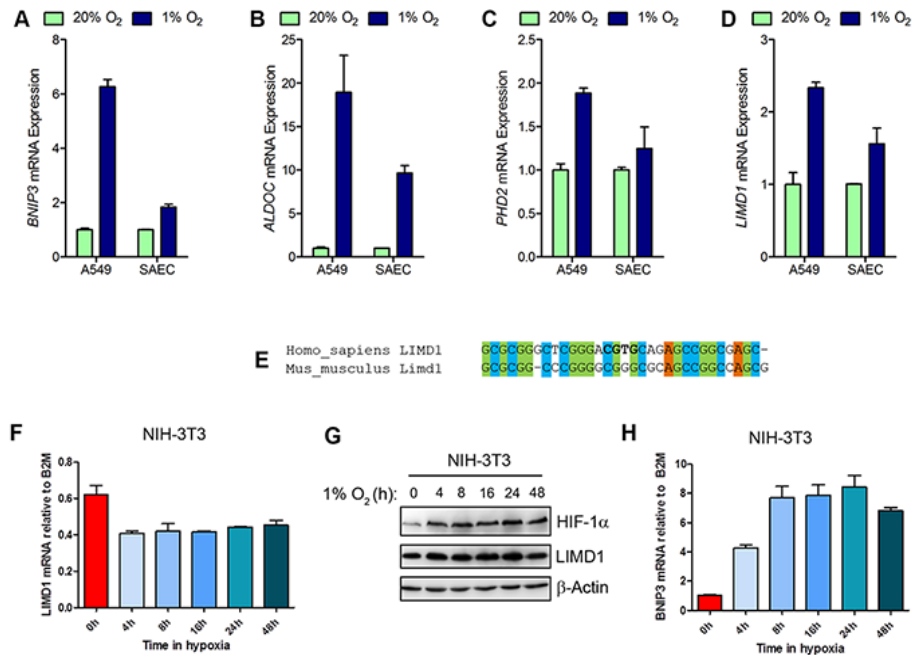 A 20% O2 1% O2
BNIP3 mRNA Expression
8
6
4
2
0
A549 SAEC
B 20% O2 1% O2
ALDOC mRNA Expression
25
20
15
10
5
0
A549 SAEC
C 20% O2 1% O2
PHD2 mRNA Expression
2.5
2.0
1.5
1.0
0.5
0.0
A549 SAEC
D 20% O2 1% O2
LIMD1 mRNA Expression
3
2
1
0
A549 SAEC
E
Homo_sapiens LIMD1 GCGCGGGCTCGGGACGTGCAGAGCCGGCGAGC-
Mus_musculus Limd1 GCGCGG-CCCGGGGCGGGCGCAGCCGGCCAGCG
F
NIH-3T3
LIMD1 mRNA relative to B2M
0.8
0.6
0.4
0.2
0.0
0h 4h 8h 16h 24h 48h
Time in hypoxia
G
NIH-3T3
1% O2 (h): 0 4 8 16 24 48
HIF-1α
LIMD1
β-Actin
H
NIH-3T3
BNIP3 mRNA relative to B2M
10
8
6
4
2
0
0h 4h 8h 16h 24h 48h
Time in hypoxia